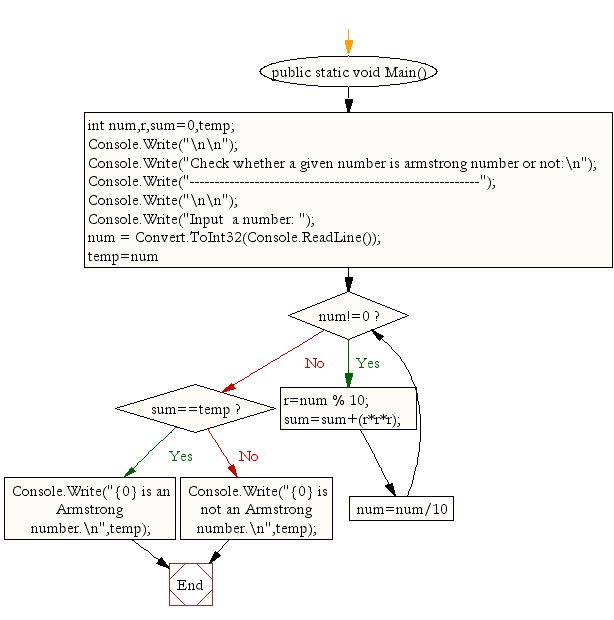 public static void Main()
int num,r,sum=0,temp;
Console.Write("\n\n");
Console.Write("Check whether a given number is armstrong number or not:\n");
Console.Write("----------------------------------------------------------");
Console.Write("\n\n");
Console.Write("Input  a number: ");
num = Convert.ToInt32(Console.ReadLine());
temp=num
num!=0 ?
No
Yes
sum==temp ?
r=num % 10;
sum=sum+(r*r*r);
Yes
No
Console.Write("{0} is an
Armstrong
number.\n",temp);
Console.Write("{0} is
not an Armstrong
number.\n",temp);
num=num/10
End